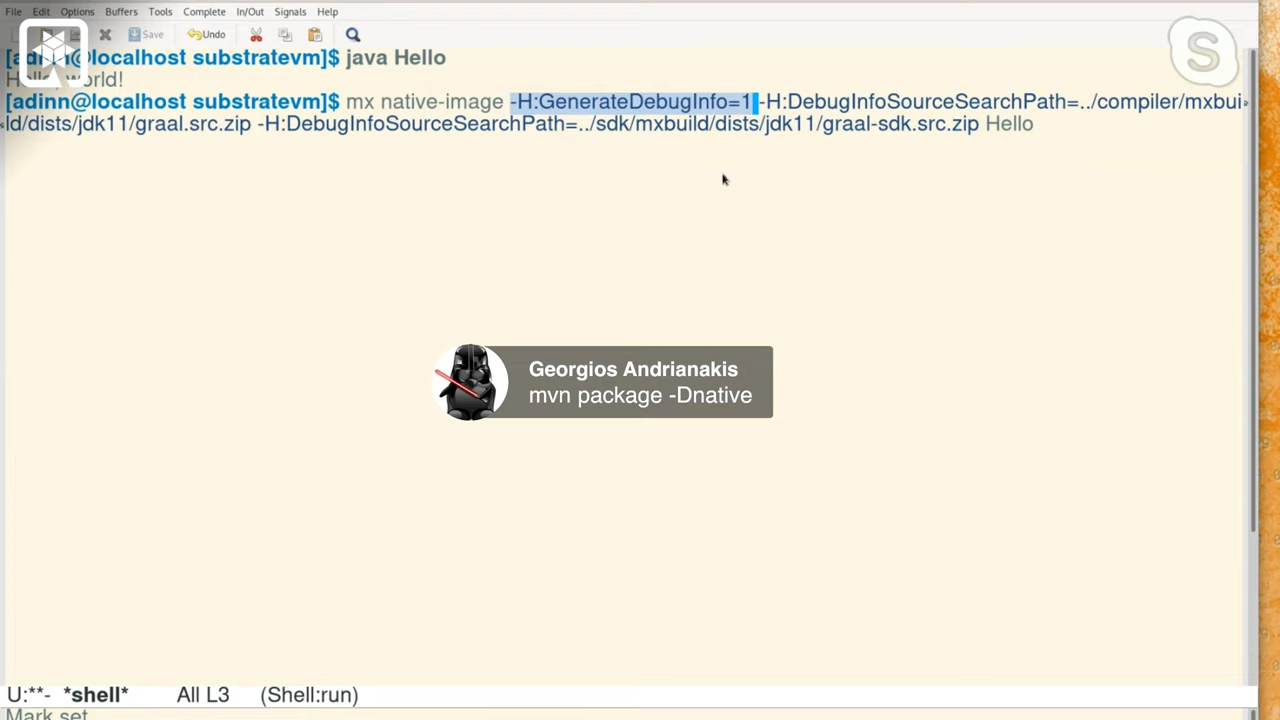 File Edit Options Buffers Tools Complete In/Out Signals Help
Save Undo
[adinn@localhost substratevm]$ java Hello
Hello world!
[adinn@localhost substratevm]$ mx native-image -H:GenerateDebugInfo=1 -H:DebugInfoSourceSearchPath=../compiler/mxbui
ld/dists/jdk11/graal.src.zip -H:DebugInfoSourceSearchPath=../sdk/mxbuild/dists/jdk11/graal-sdk.src.zip Hello
Georgios Andrianakis
mvn package -Dnative
U:**- *shell* All L3 (Shell:run)
Mark set